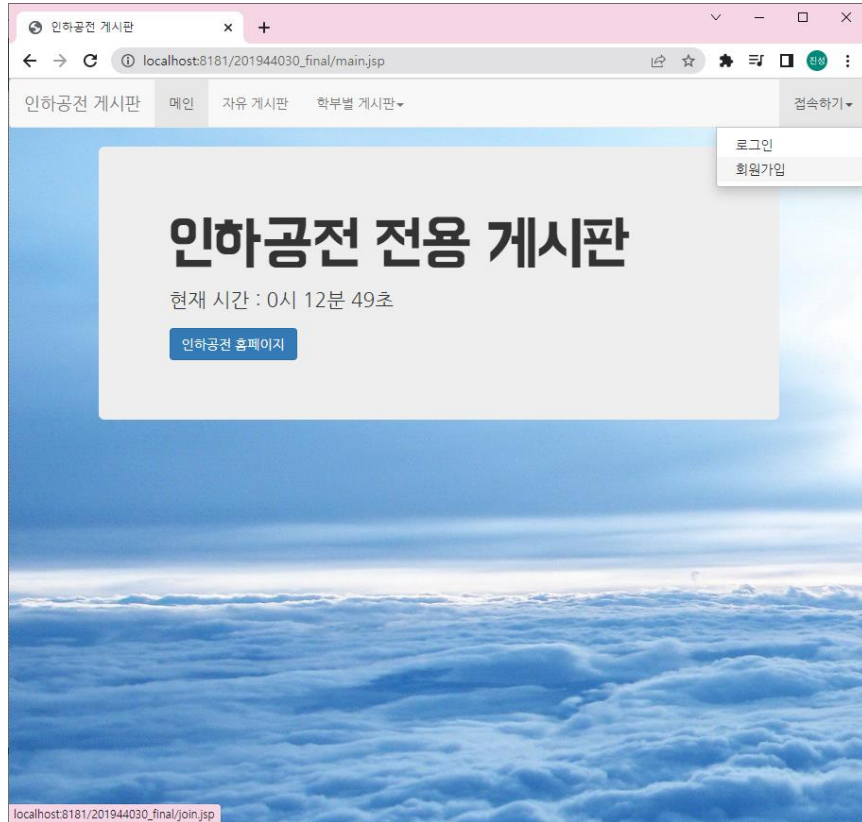 인하공전 게시판
localhost:8181/201944030_final/main.jsp
진성
인하공전 게시판 메인 자유 게시판 학부별 게시판 접속하기
로그인
회원가입
인하공전 전용 게시판
현재 시간 : 0시 12분 49초
인하공전 홈페이지
localhost:8181/201944030_final/join.jsp